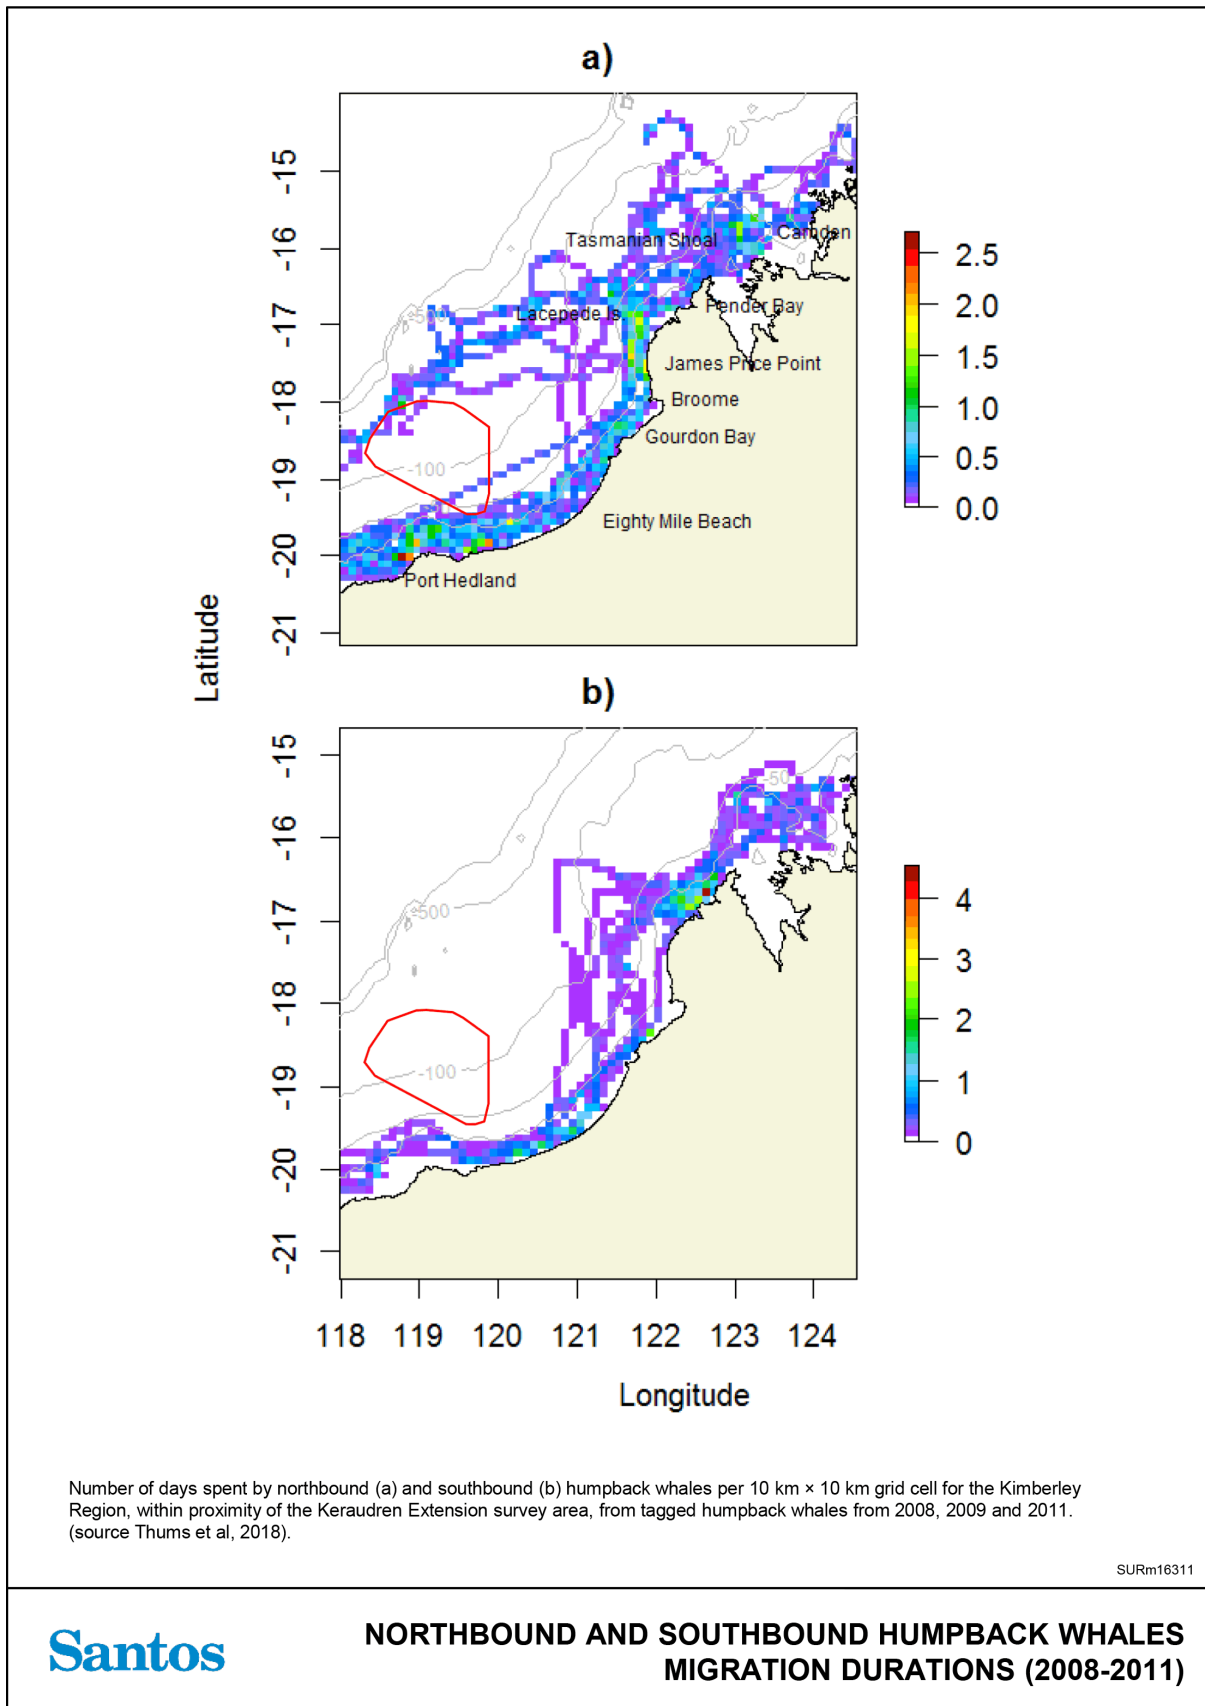 a)
-15
-16
-17
-18
-19
-20
-21
Tasmanian Shoal
Camden
Lacepede Is
Pender Bay
James Price Point
Broome
Gourdon Bay
Eighty Mile Beach
Port Hedland
-500
-100
2.5
2.0
1.5
1.0
0.5
0.0
Latitude
b)
-15
-16
-17
-18
-19
-20
-21
-50
-500
-100
4
3
2
1
0
118 119 120 121 122 123 124
Longitude
Number of days spent by northbound (a) and southbound (b) humpback whales per 10 km × 10 km grid cell for the Kimberley
Region, within proximity of the Keraudren Extension survey area, from tagged humpback whales from 2008, 2009 and 2011.
(source Thums et al, 2018).
SURm16311
Santos
NORTHBOUND AND SOUTHBOUND HUMPBACK WHALES
MIGRATION DURATIONS (2008-2011)